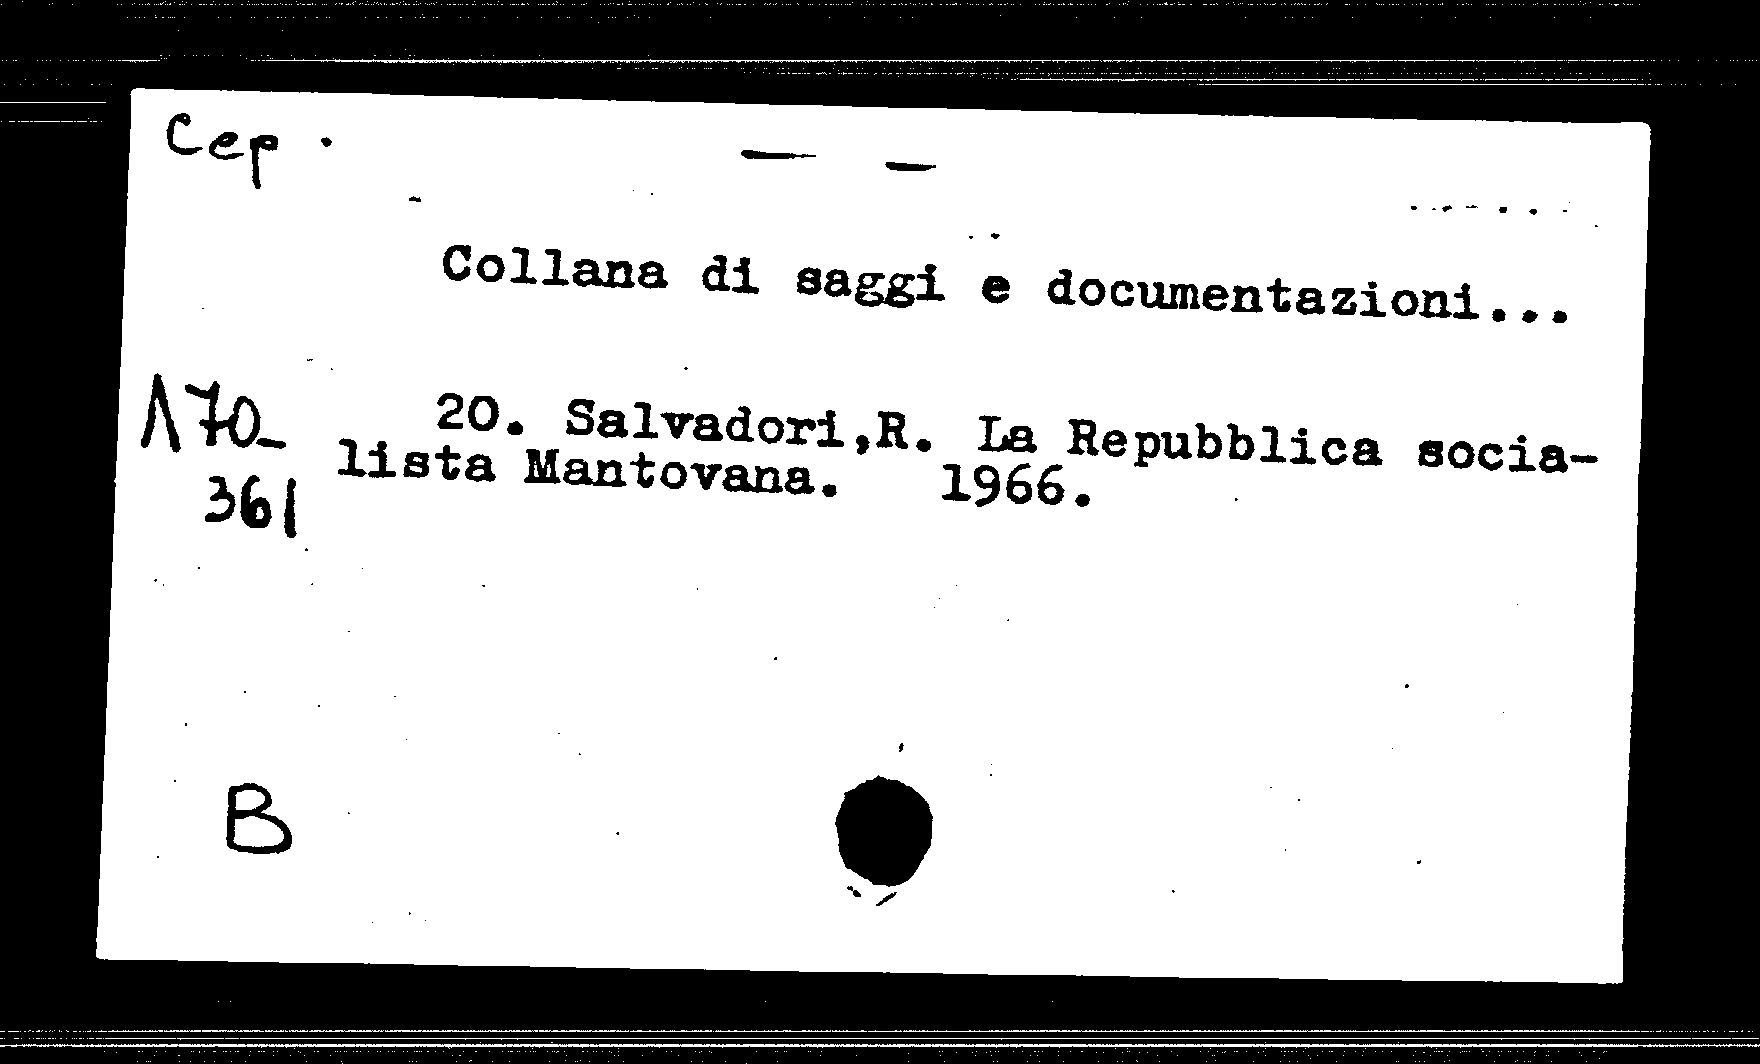 Cep.
Collana di saggi e documentazioni...
170-
361
20. Salvadori,R. La Repubblica socia-
lista Mantovana. 1966.
B